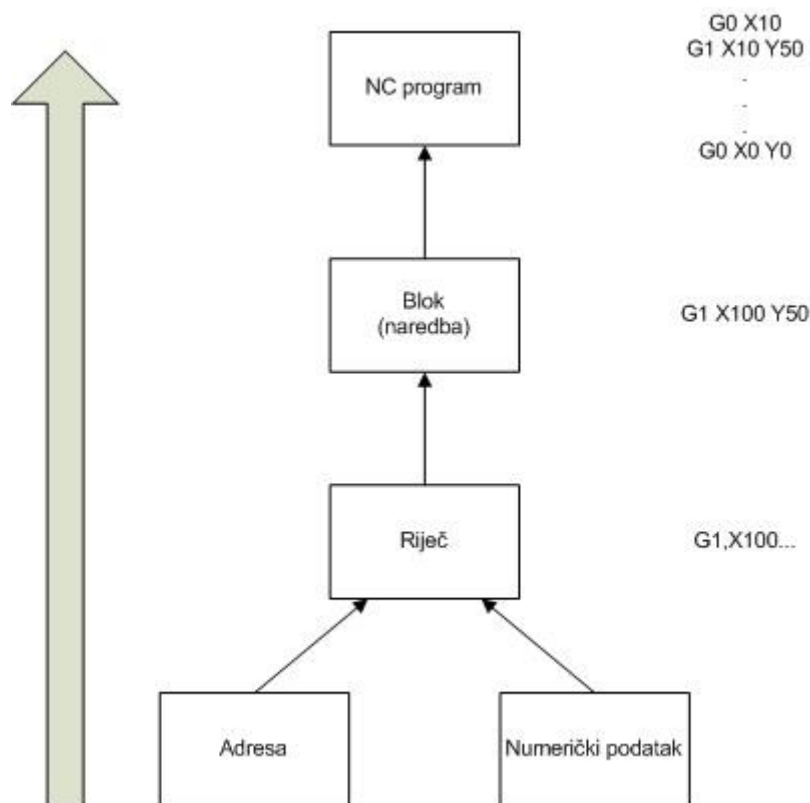 G0 X10
NC program
G1 X10 Y50
.
.
.
G0 X0 Y0
Blok
(naredba)
G1 X100 Y50
Riječ
G1,X100...
Adresa
Numerički podatak